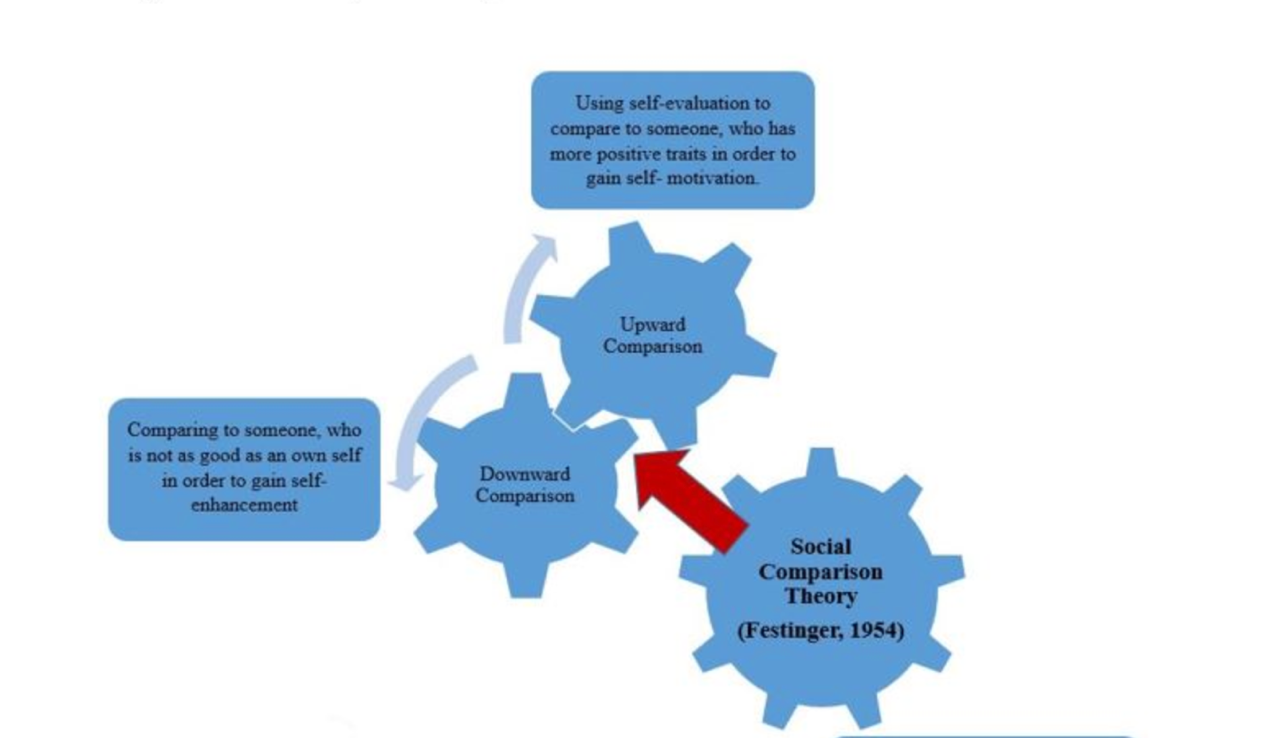 Using self-evaluation to
compare to someone, who has
more positive traits in order to
gain self- motivation.
Upward
Comparison
Comparing to someone, who
is not as good as an own self
in order to gain self-
enhancement
Downward
Comparison
Social
Comparison
Theory
(Festinger, 1954)